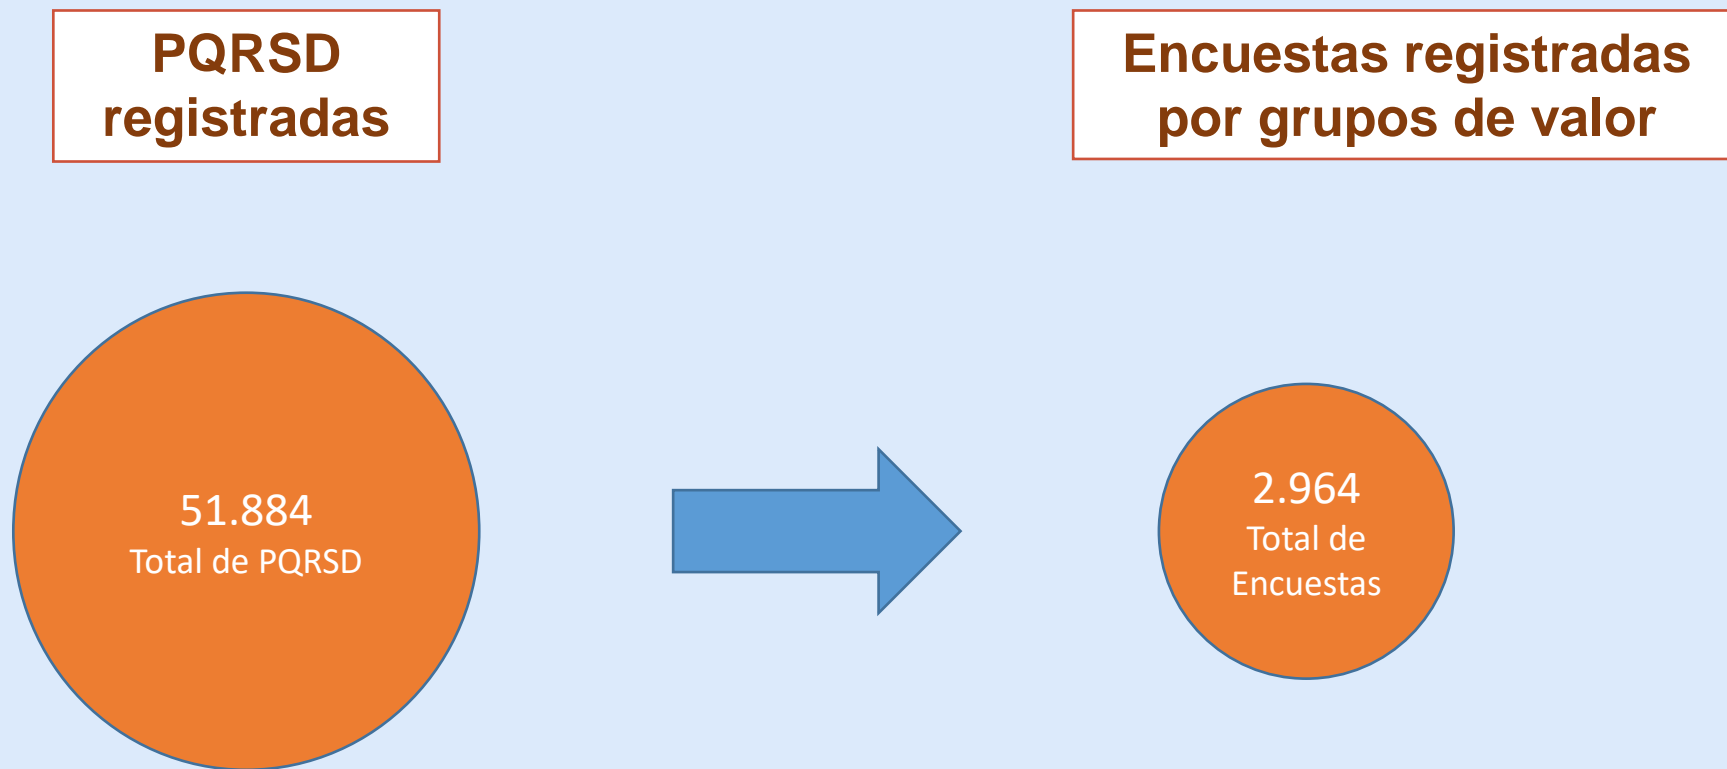 PQRSD
registradas
Encuestas registradas
por grupos de valor
51.884
Total de PQRSD
2.964
Total de
Encuestas